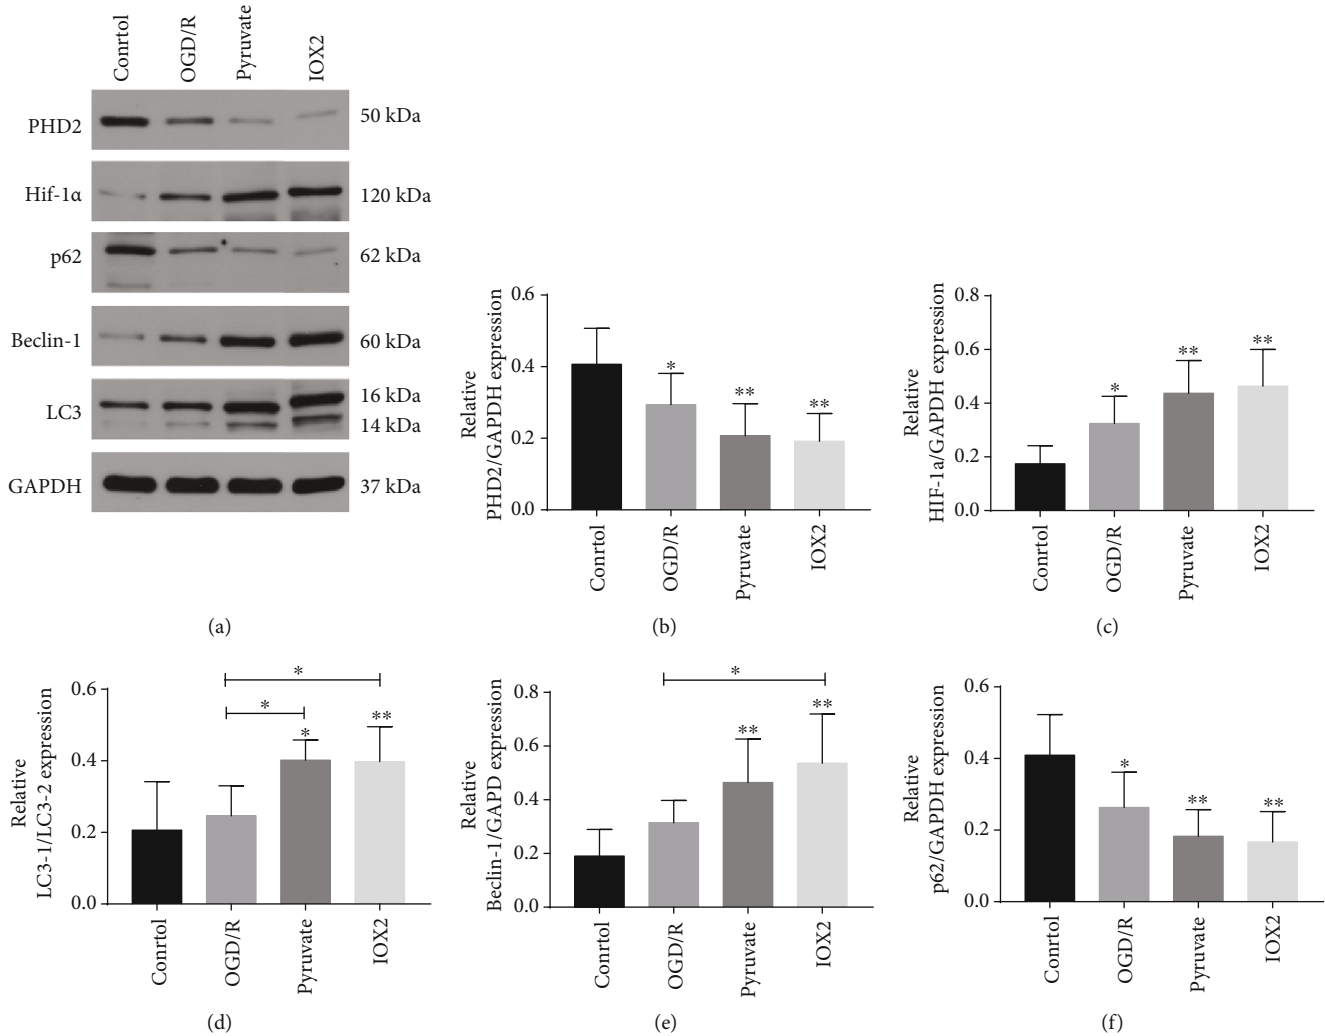 Conrtol
OGD/R
Pyruvate
IOX2
PHD2
50 kDa
Hif-1α
120 kDa
p62
62 kDa
Beclin-1
60 kDa
LC3
16 kDa
14 kDa
GAPDH
37 kDa
(a)
Relative
PHD2/GAPDH expression
0.6
0.4
0.2
0.0
*
**
**
Conrtol
OGD/R
Pyruvate
IOX2
(b)
Relative
HIF-1a/GAPDH expression
0.8
0.6
0.4
0.2
0.0
*
**
**
Conrtol
OGD/R
Pyruvate
IOX2
(c)
Relative
LC3-1/LC3-2 expression
0.6
0.4
0.2
0.0
*
*
*
**
Conrtol
OGD/R
Pyruvate
IOX2
(d)
Relative
Beclin-1/GAPD expression
0.8
0.6
0.4
0.2
0.0
*
**
**
Conrtol
OGD/R
Pyruvate
IOX2
(e)
Relative
p62/GAPDH expression
0.6
0.4
0.2
0.0
*
**
**
Conrtol
OGD/R
Pyruvate
IOX2
(f)